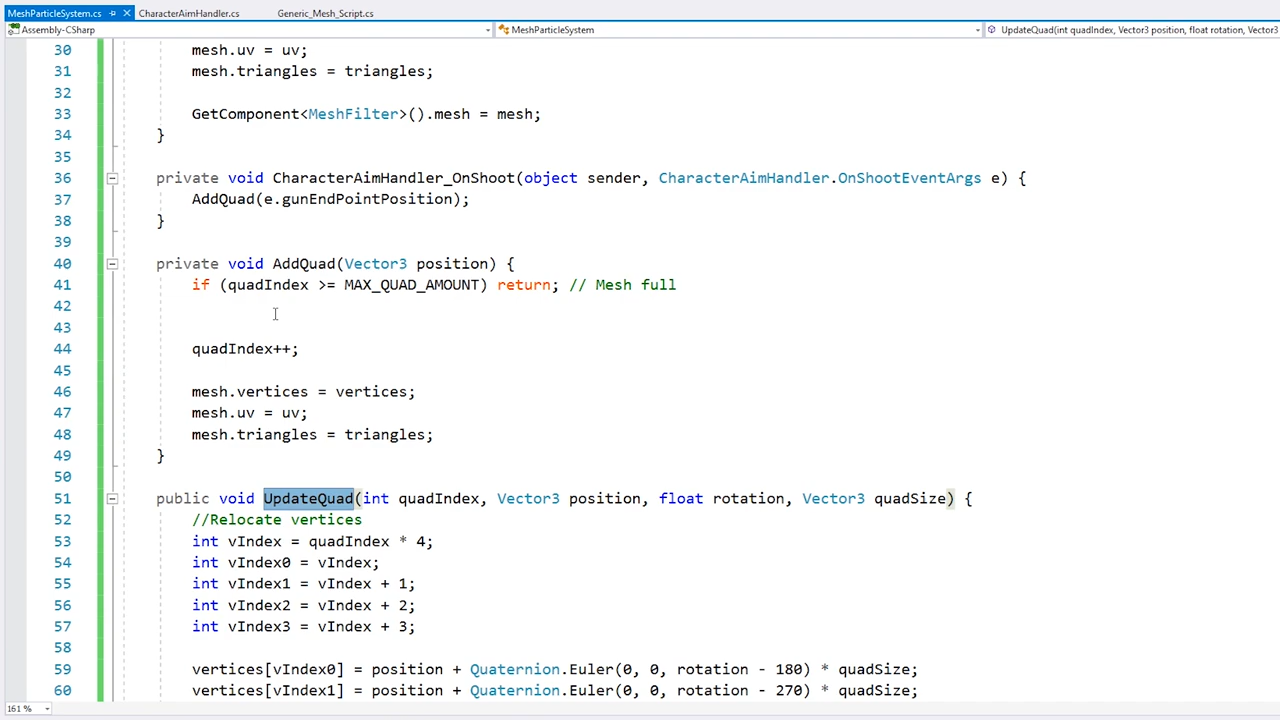 MeshParticleSystem.cs CharacterAimHandler.cs Generic_Mesh_Script.cs
Assembly-CSharp MeshParticleSystem UpdateQuad(int quadIndex, Vector3 position, float rotation, Vector3
30 mesh.uv = uv;
31 mesh.triangles = triangles;
32
33 GetComponent<MeshFilter>().mesh = mesh;
34 }
35
36 private void CharacterAimHandler_OnShoot(object sender, CharacterAimHandler.OnShootEventArgs e) {
37 AddQuad(e.gunEndPointPosition);
38 }
39
40 private void AddQuad(Vector3 position) {
41 if (quadIndex >= MAX_QUAD_AMOUNT) return; // Mesh full
42
43
44 quadIndex++;
45
46 mesh.vertices = vertices;
47 mesh.uv = uv;
48 mesh.triangles = triangles;
49 }
50
51 public void UpdateQuad(int quadIndex, Vector3 position, float rotation, Vector3 quadSize) {
52 //Relocate vertices
53 int vIndex = quadIndex * 4;
54 int vIndex0 = vIndex;
55 int vIndex1 = vIndex + 1;
56 int vIndex2 = vIndex + 2;
57 int vIndex3 = vIndex + 3;
58
59 vertices[vIndex0] = position + Quaternion.Euler(0, 0, rotation - 180) * quadSize;
60 vertices[vIndex1] = position + Quaternion.Euler(0, 0, rotation - 270) * quadSize;
161 %